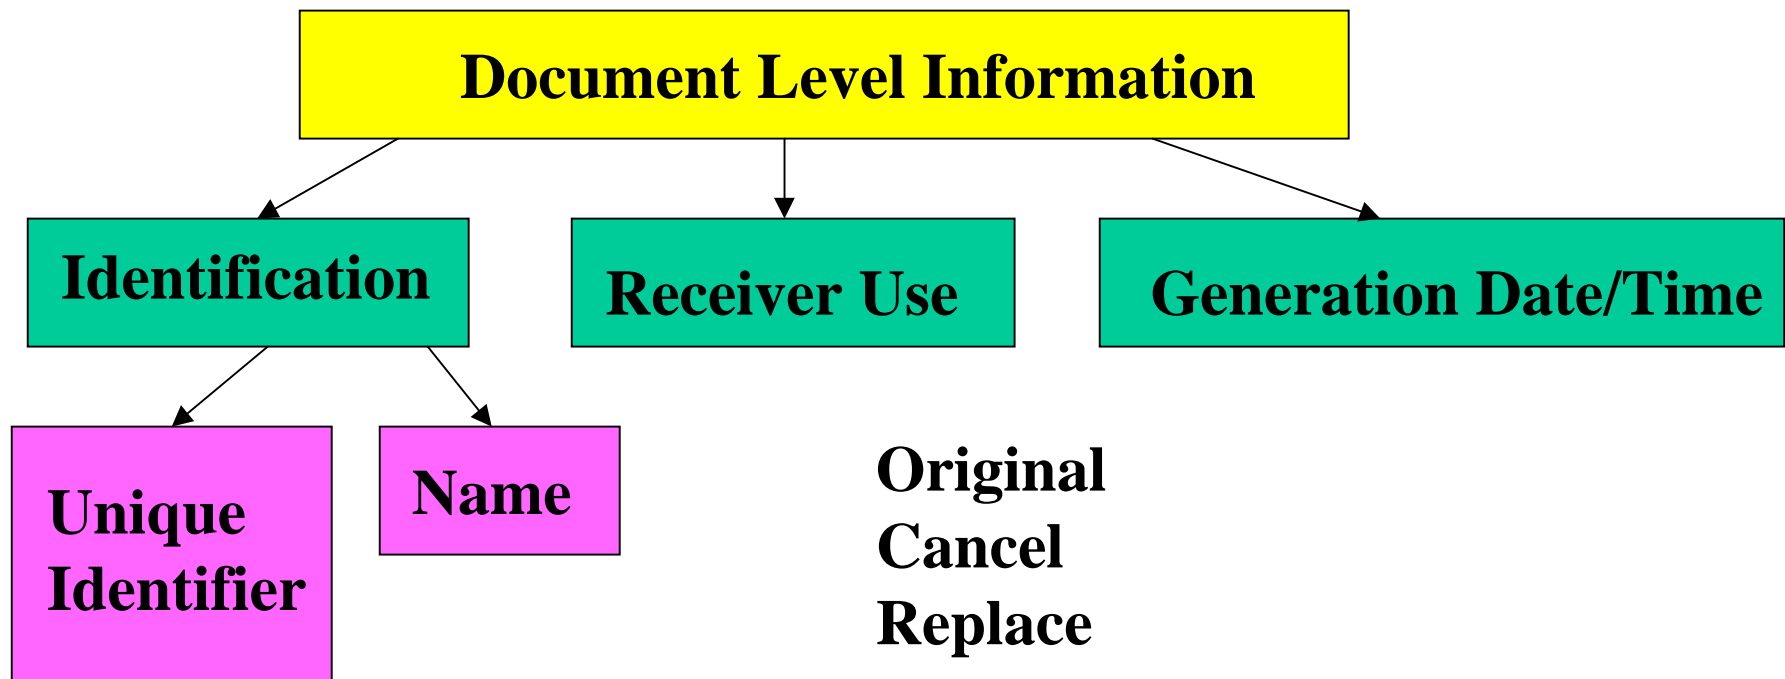 Document Level Information
Identification
Receiver Use
Generation Date/Time
Unique
Identifier
Name
Original
Cancel
Replace